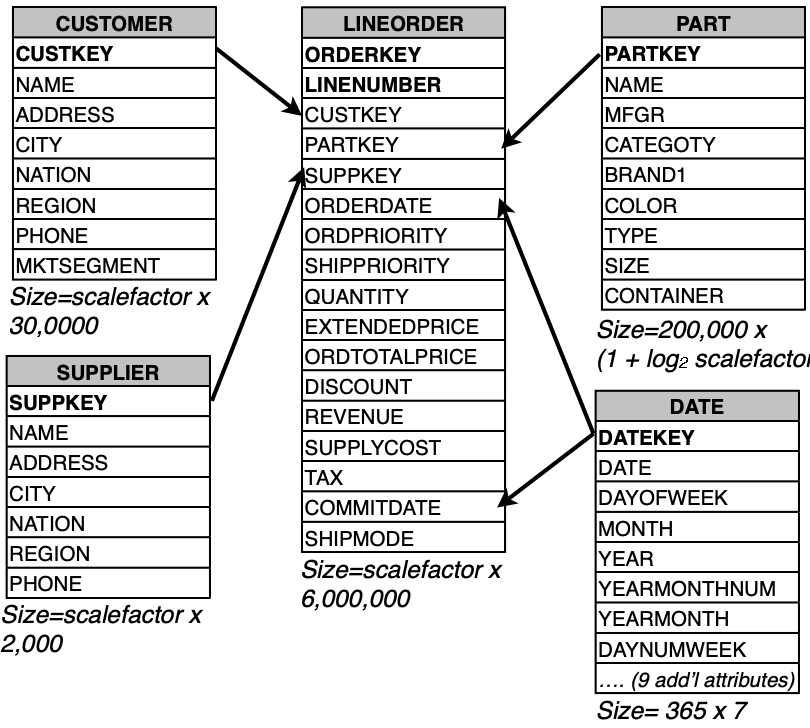 CUSTOMER
CUSTKEY
NAME
ADDRESS
CITY
NATION
REGION
PHONE
MKTSEGMENT
Size=scalefactor x
30,0000
SUPPLIER
SUPPKEY
NAME
ADDRESS
CITY
NATION
REGION
PHONE
Size=scalefactor x
2,000
LINEORDER
ORDERKEY
LINENUMBER
CUSTKEY
PARTKEY
SUPPKEY
ORDERDATE
ORDPRIORITY
SHIPPRIORITY
QUANTITY
EXTENDEDPRICE
ORDTOTALPRICE
DISCOUNT
REVENUE
SUPPLYCOST
TAX
COMMITDATE
SHIPMODE
Size=scalefactor x
6,000,000
PART
PARTKEY
NAME
MFGR
CATEGOTY
BRAND1
COLOR
TYPE
SIZE
CONTAINER
Size=200,000 x
(1 + log₂ scalefactor
DATE
DATEKEY
DATE
DAYOFWEEK
MONTH
YEAR
YEARMONTHNUM
YEARMONTH
DAYNUMWEEK
.... (9 add'l attributes)
Size= 365 x 7